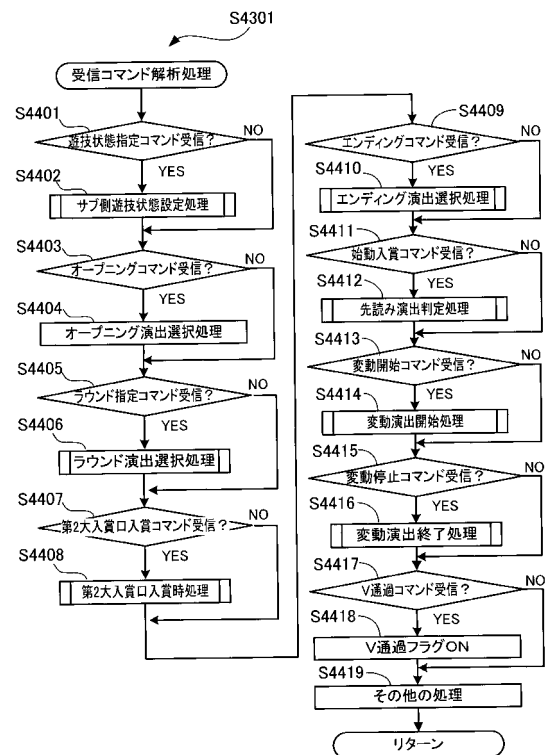 S4301
受信コマンド解析処理
S4401
遊技状態指定コマンド受信？
NO
YES
S4402
サブ側遊技状態設定処理
S4403
オープニングコマンド受信？
NO
YES
S4404
オープニング演出選択処理
S4405
ラウンド指定コマンド受信？
NO
YES
S4406
ラウンド演出選択処理
S4407
第2大入賞口入賞コマンド受信？
NO
YES
S4408
第2大入賞口入賞時処理
S4409
エンディングコマンド受信？
NO
YES
S4410
エンディング演出選択処理
S4411
始動入賞コマンド受信？
NO
YES
S4412
先読み演出判定処理
S4413
変動開始コマンド受信？
NO
YES
S4414
変動演出開始処理
S4415
変動停止コマンド受信？
NO
YES
S4416
変動演出終了処理
S4417
V通過コマンド受信？
NO
YES
S4418
V通過フラグON
S4419
その他の処理
リターン